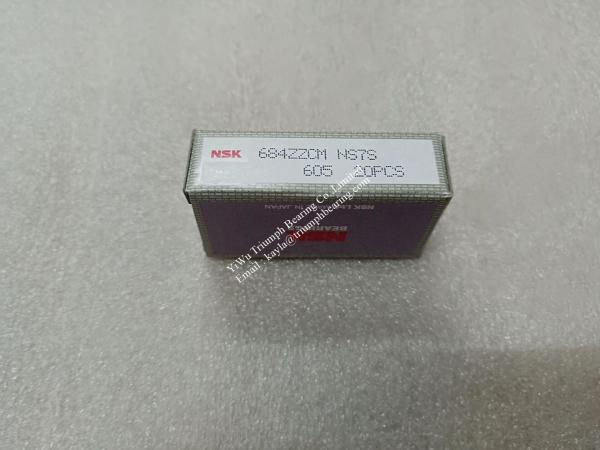 NSK
684ZZCM NS7S
605 20PCS
NSK
BEARINGS
NSK Ltd. MADE IN JAPAN
YiWu Triumph Bearing Co.,Limited
Email : kayla@triumphbearing.com